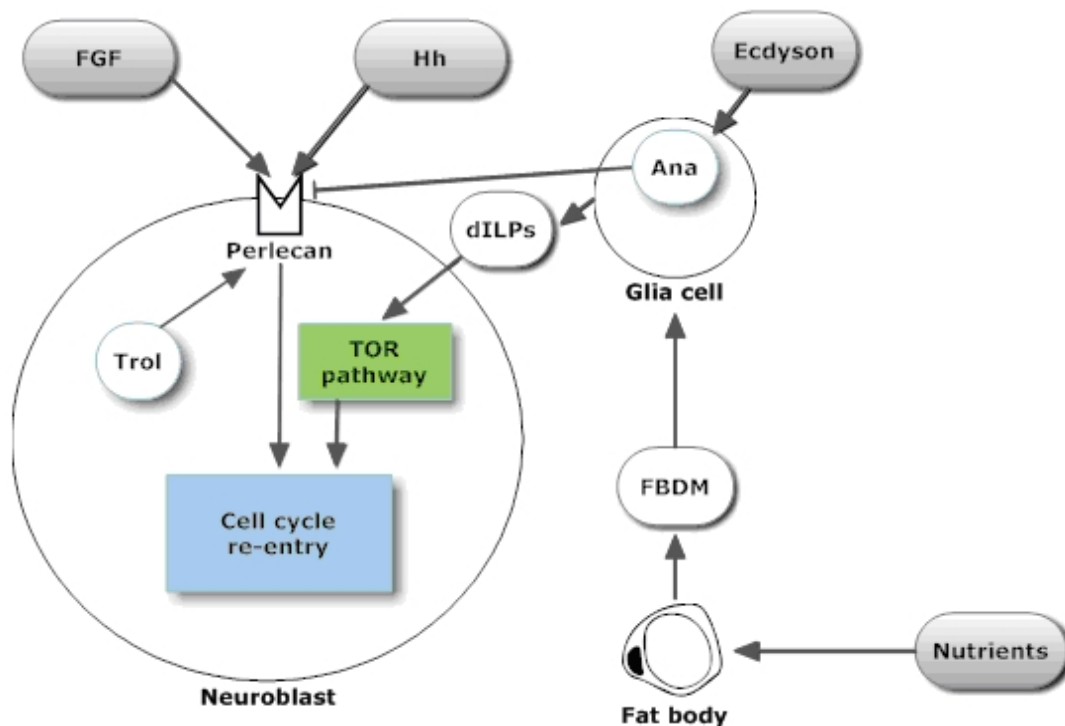 FGF
Hh
Ecdyson
Ana
dILPs
Perlecan
Glia cell
Trol
TOR
pathway
FBDM
Cell cycle
re-entry
Nutrients
Neuroblast
Fat body